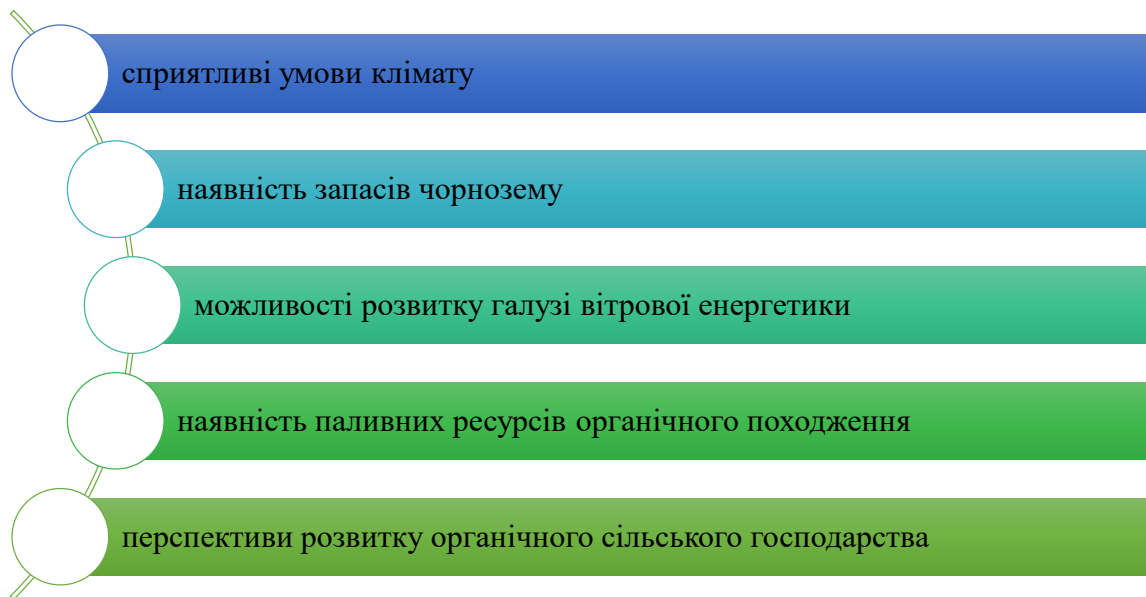 сприятливі умови клімату
наявність запасів чорнозему
можливості розвитку галузі вітрової енергетики
наявність паливних ресурсів органічного походження
перспективи розвитку органічного сільського господарства